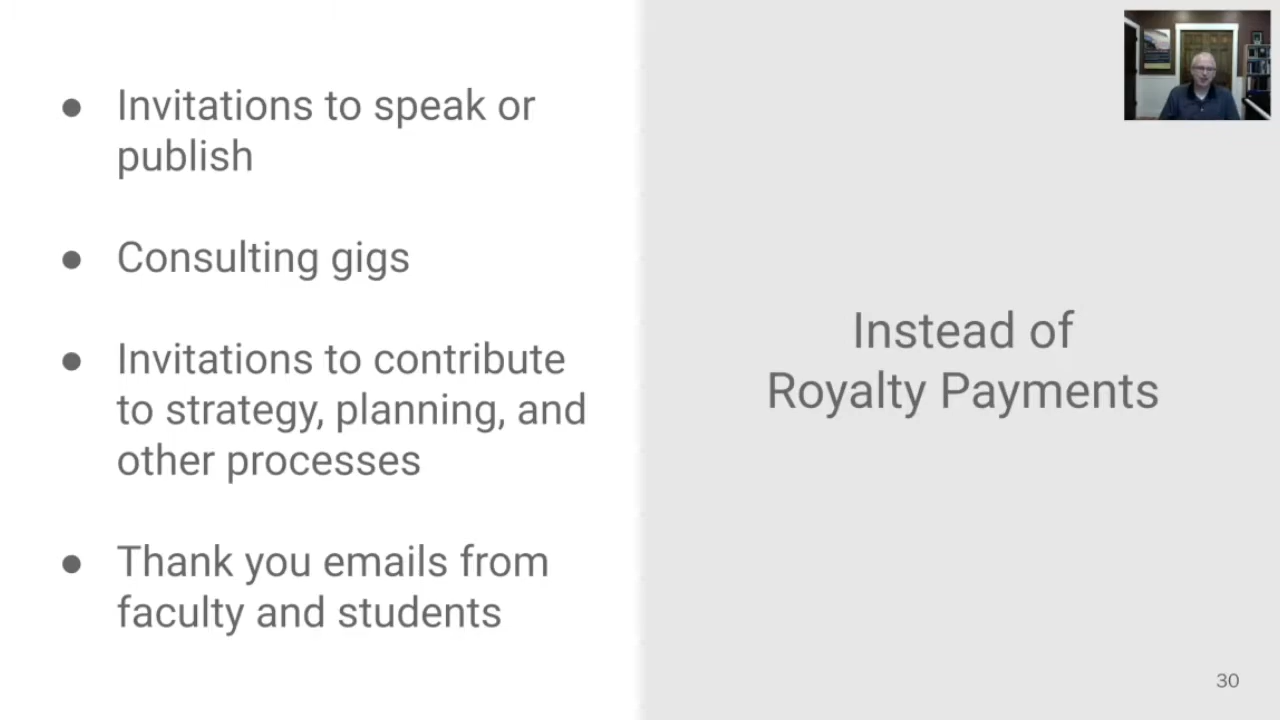 ● Invitations to speak or
publish
● Consulting gigs
● Invitations to contribute
to strategy, planning, and
other processes
● Thank you emails from
faculty and students
Instead of
Royalty Payments
30